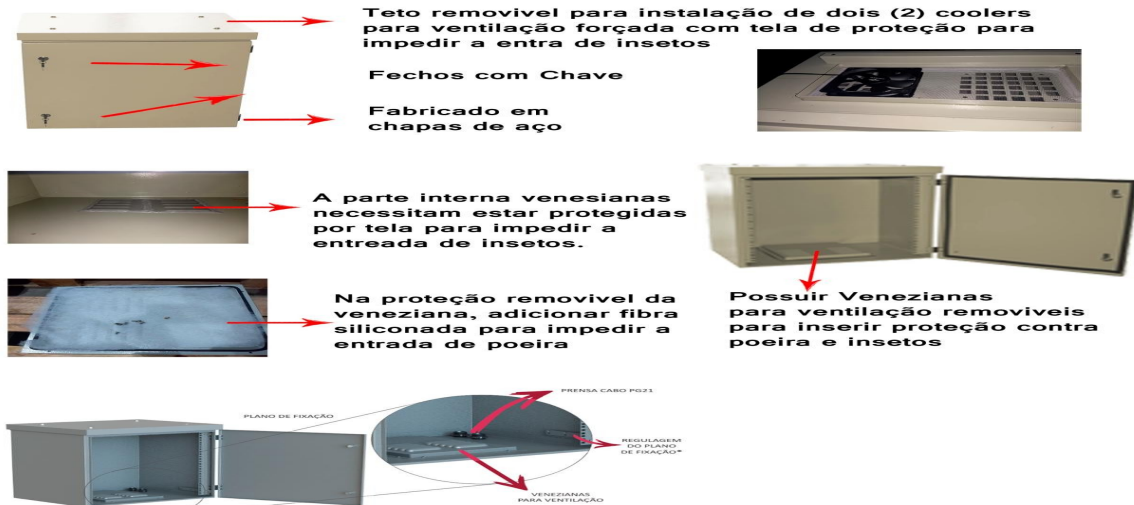 Teto removivel para instalação de dois (2) coolers
para ventilação forçada com tela de proteção para
impedir a entra de insetos
Fechos com Chave
Fabricado em
chapas de aço
A parte interna venesianas
necessitam estar protegidas
por tela para impedir a
entreada de insetos.
Possuir Venezianas
para ventilação removiveis
para inserir proteção contra
poeira e insetos
Na proteção removivel da
veneziana, adicionar fibra
siliconada para impedir a
entrada de poeira
PLANO DE FIXAÇÃO
PRENSA CABO PG21
REGULAGEM
DO PLANO
DE FIXAÇÃO*
VENEZIANAS
PARA VENTILAÇÃO